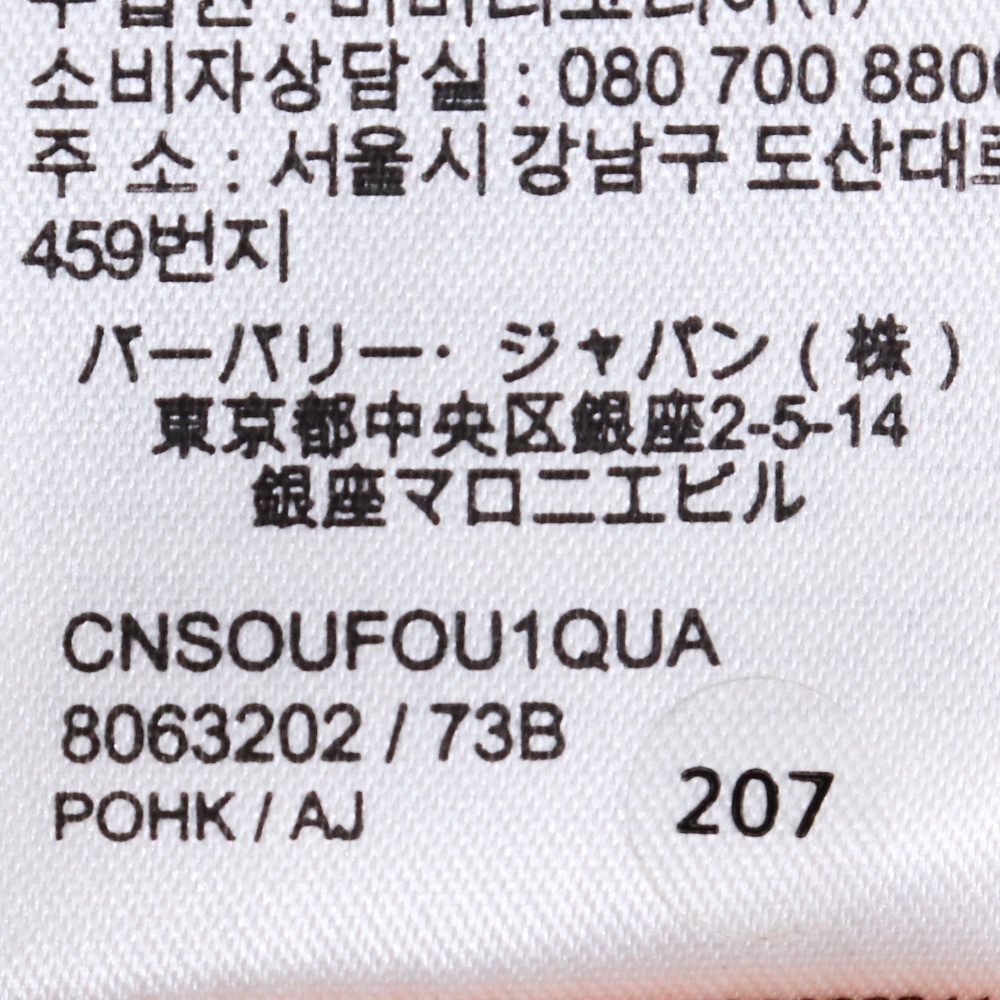 소비자상담실 : 080 700 880
주 소 : 서울시 강남구 도산대로
459번지
バーバリー・ ジャパン ( 株 )
東京都中央区銀座2-5-14
銀座マロニエビル
CNSOUFOU1QUA
8063202 / 73B
POHK / AJ
207